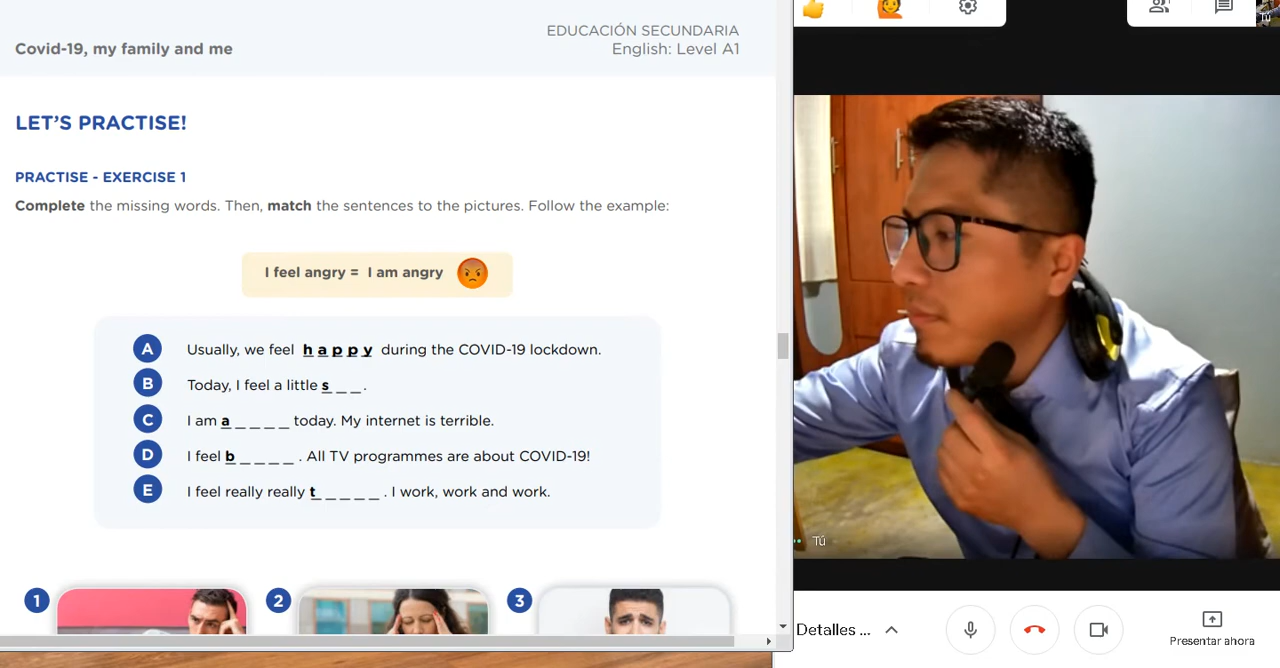 Covid-19, my family and me
EDUCACIÓN SECUNDARIA
English: Level A1
LET'S PRACTISE!
PRACTISE - EXERCISE 1
Complete the missing words. Then, match the sentences to the pictures. Follow the example:
I feel angry = I am angry
A Usually, we feel h a p p y during the COVID-19 lockdown.
B Today, I feel a little s _ _.
C I am a _ _ _ _ today. My internet is terrible.
D I feel b _ _ _ _ . All TV programmes are about COVID-19!
E I feel really really t _ _ _ _ _ . I work, work and work.
1 2 3
Tú
Tú
Detalles ...
Presentar ahora